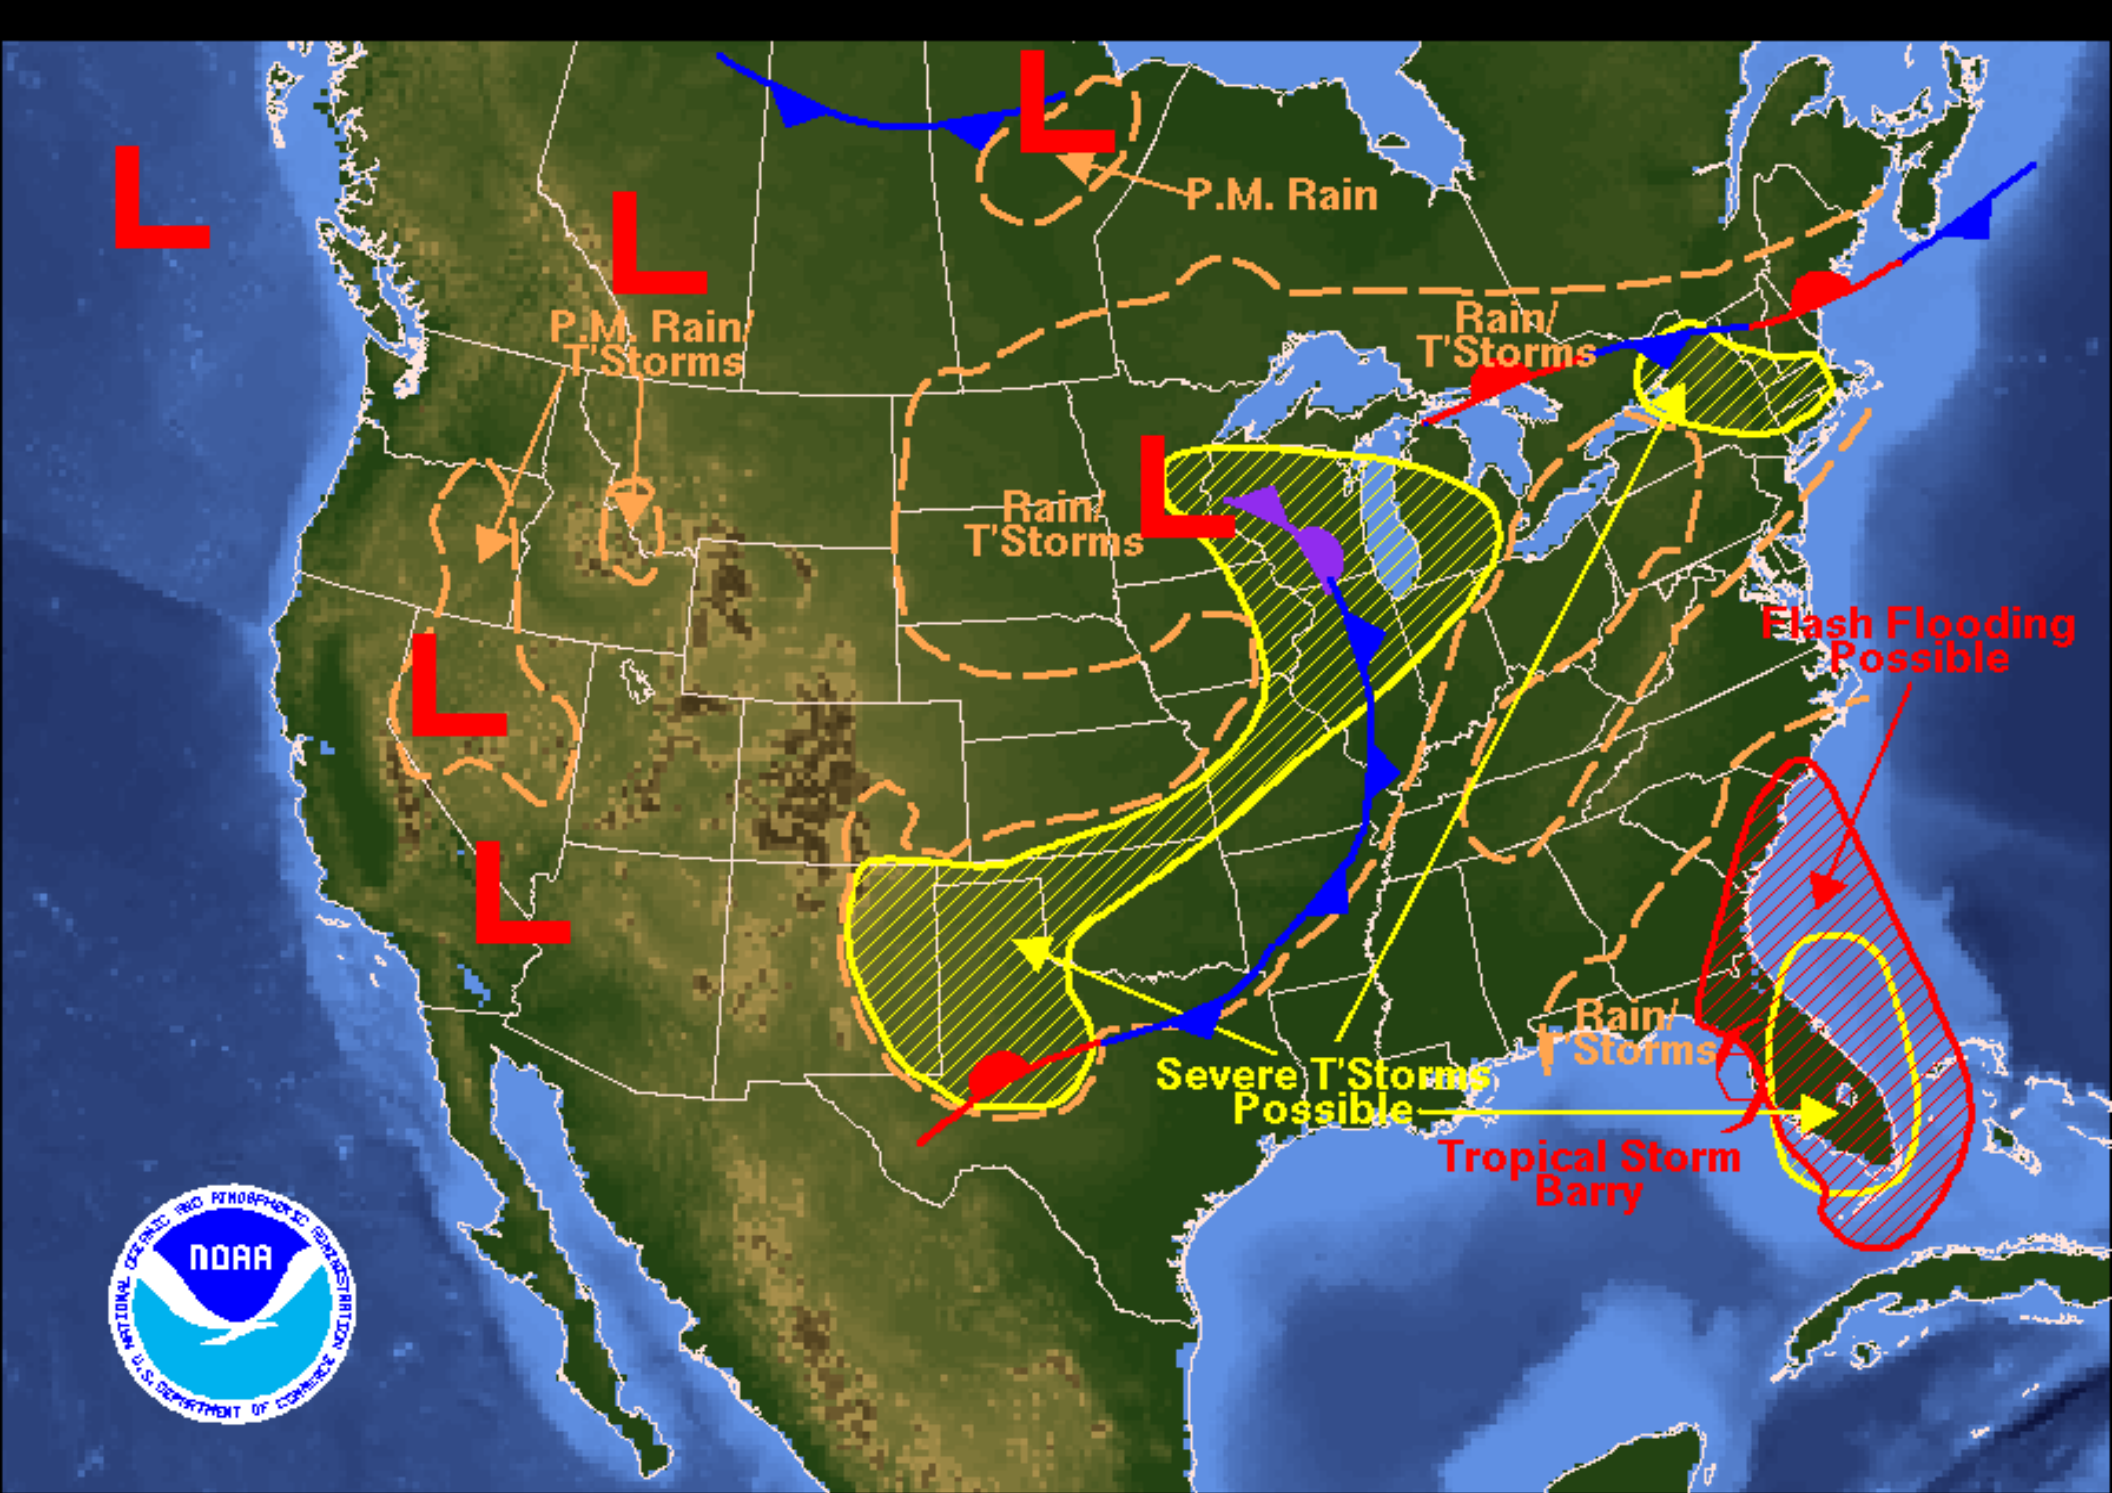 L
L
L
P.M. Rain
P.M. Rain/
T'Storms
Rain/
T'Storms
L
Rain/
T'Storms
Flash Flooding
Possible
L
L
Rain/
T'Storms
Severe T'Storms
Possible
Tropical Storm
Barry
NATIONAL OCEANIC AND ATMOSPHERIC ADMINISTRATION
NOAA
U.S. DEPARTMENT OF COMMERCE